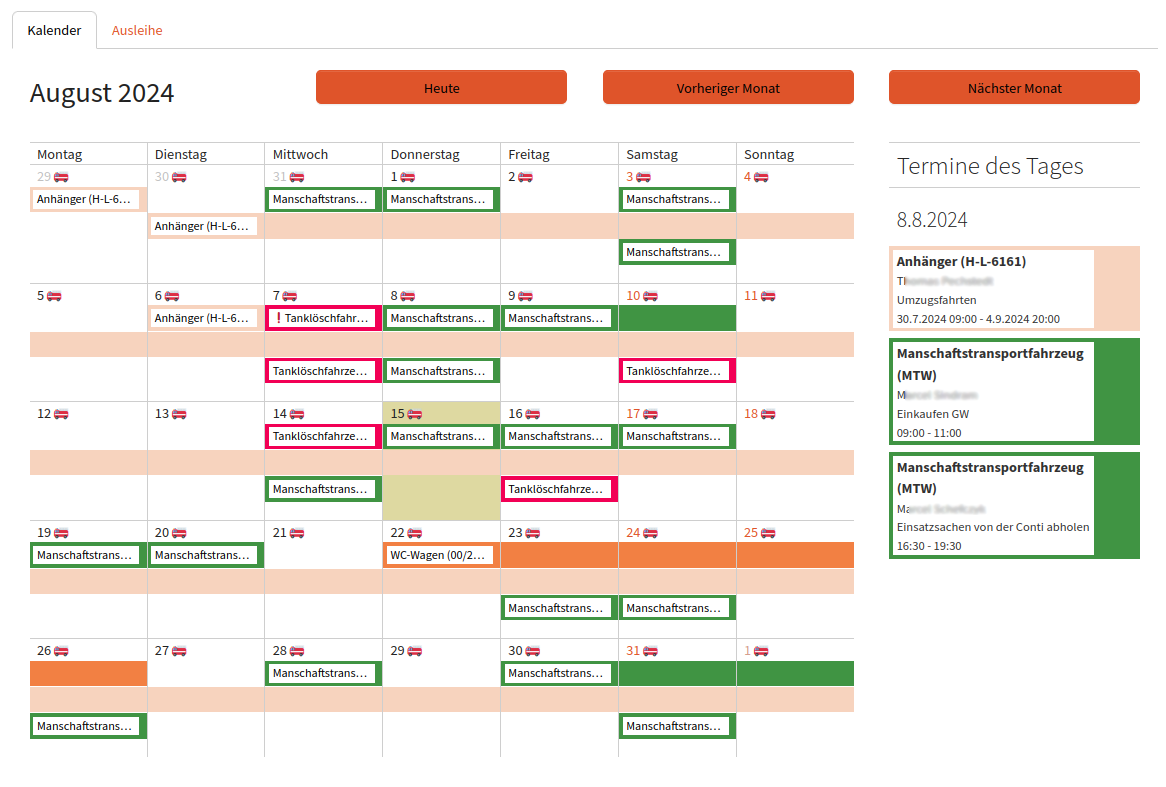 Kalender
Ausleihe
August 2024
Heute
Vorheriger Monat
Nächster Monat
Montag Dienstag Mittwoch Donnerstag Freitag Samstag Sonntag
29 30 31 1 2 3 4
Anhänger (H-L-6… Manschaftstrans… Manschaftstrans… Manschaftstrans…
Anhänger (H-L-6…
Manschaftstrans…
5 6 7 8 9 10 11
Anhänger (H-L-6… ❗Tanklöschfahr… Manschaftstrans… Manschaftstrans…
Tanklöschfahrze… Manschaftstrans… Tanklöschfahrze…
12 13 14 15 16 17 18
Tanklöschfahrze… Manschaftstrans… Manschaftstrans… Manschaftstrans…
Manschaftstrans… Tanklöschfahrze…
19 20 21 22 23 24 25
Manschaftstrans… Manschaftstrans… WC-Wagen (00/2…
Manschaftstrans… Manschaftstrans…
26 27 28 29 30 31 1
Manschaftstrans… Manschaftstrans…
Manschaftstrans… Manschaftstrans…
Termine des Tages
8.8.2024
Anhänger (H-L-6161)
Umzugsfahrten
30.7.2024 09:00 - 4.9.2024 20:00
Manschaftstransportfahrzeug
(MTW)
Einkaufen GW
09:00 - 11:00
Manschaftstransportfahrzeug
(MTW)
Einsatzsachen von der Conti abholen
16:30 - 19:30